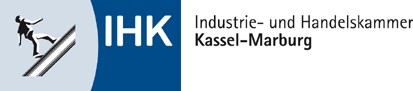 IHK
Industrie- und Handelskammer
Kassel-Marburg